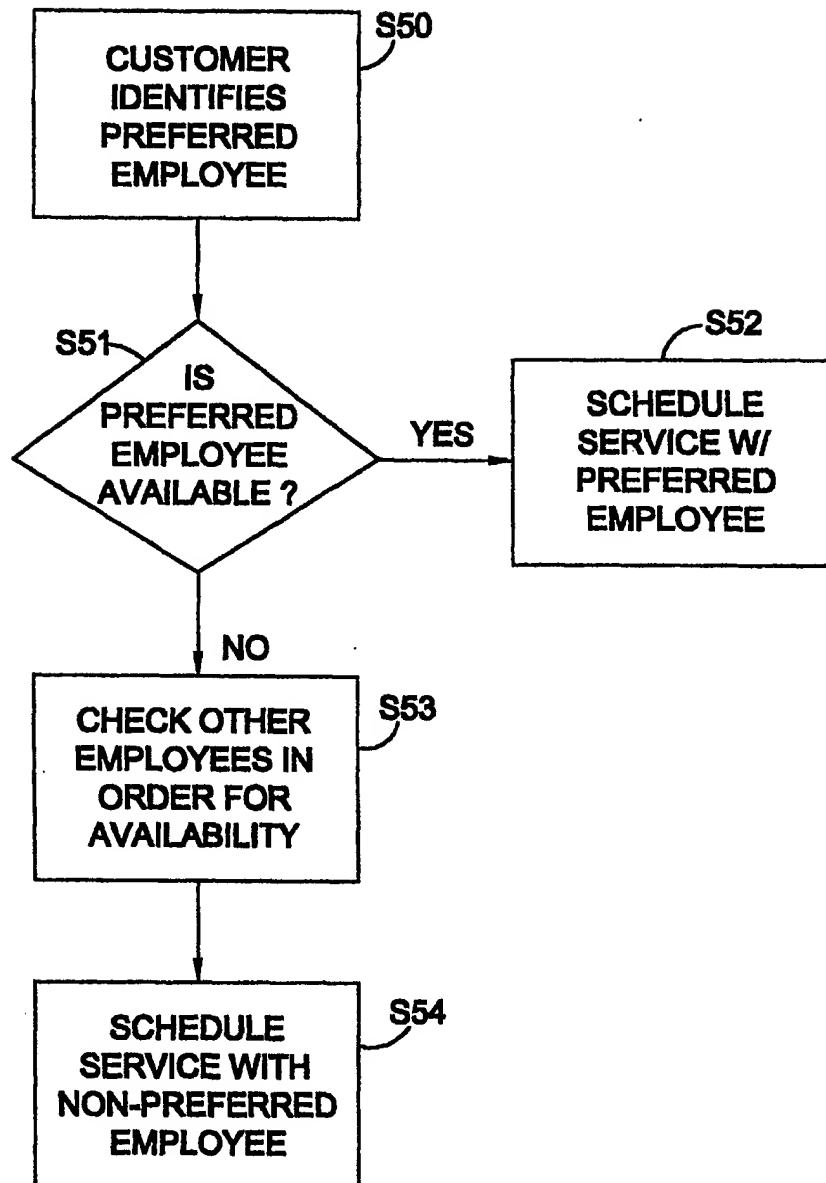 S50
CUSTOMER
IDENTIFIES
PREFERRED
EMPLOYEE
S51
IS
PREFERRED
EMPLOYEE
AVAILABLE ?
YES
S52
SCHEDULE
SERVICE W/
PREFERRED
EMPLOYEE
NO
S53
CHECK OTHER
EMPLOYEES IN
ORDER FOR
AVAILABILITY
S54
SCHEDULE
SERVICE WITH
NON-PREFERRED
EMPLOYEE